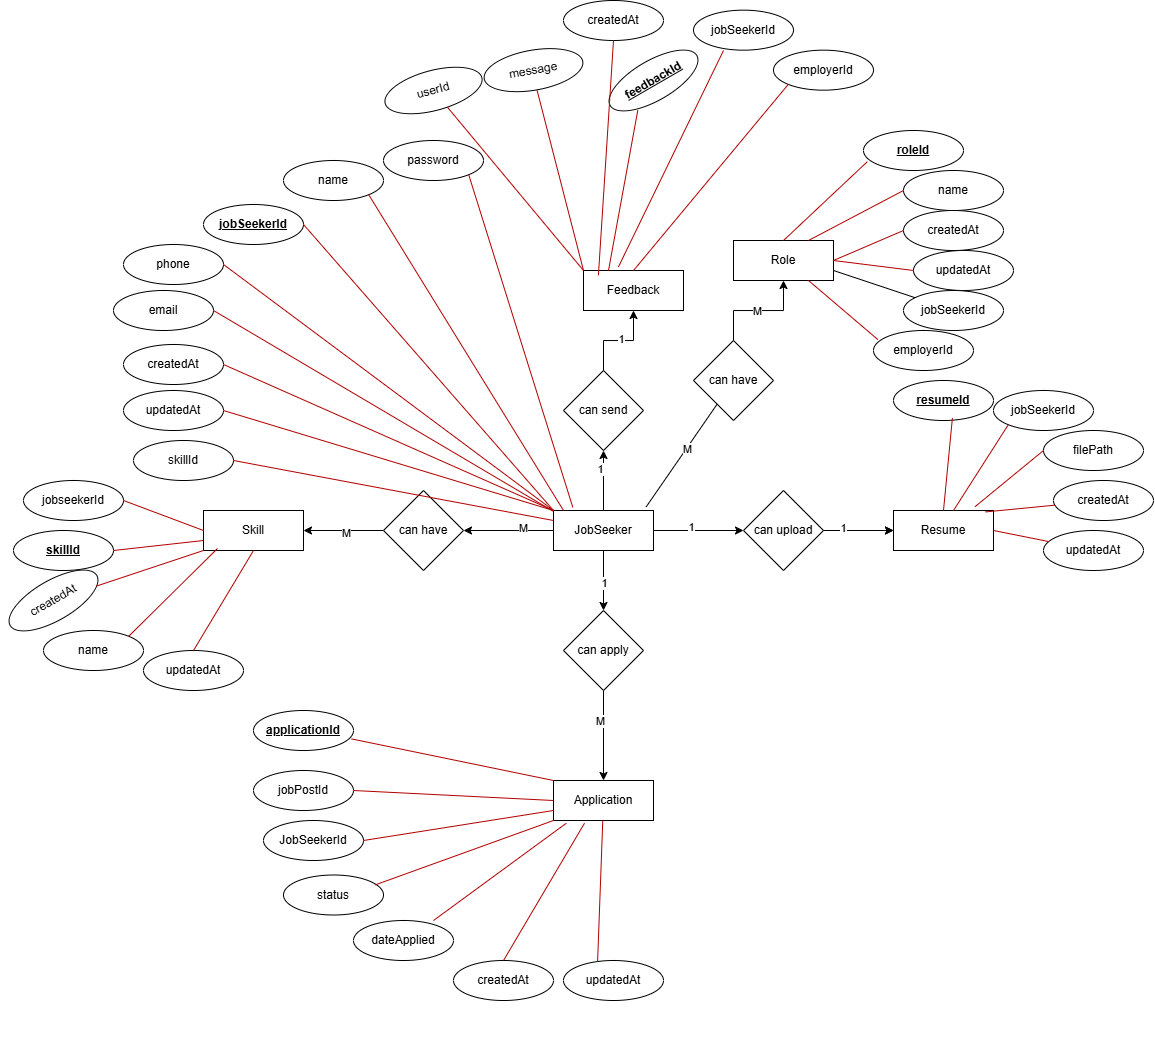 createdAt
jobSeekerId
message
userId
feedbackId
employerId
password
name
jobSeekerId
phone
email
createdAt
updatedAt
skillId
Feedback
1
can send
1
roleId
name
createdAt
updatedAt
jobSeekerId
employerId
Role
M
can have
M
resumeId
jobSeekerId
filePath
createdAt
updatedAt
jobseekerId
skillId
createdAt
name
updatedAt
Skill
M
can have
M
JobSeeker
1
can upload
1
Resume
1
can apply
M
applicationId
jobPostId
JobSeekerId
status
dateApplied
createdAt
updatedAt
Application